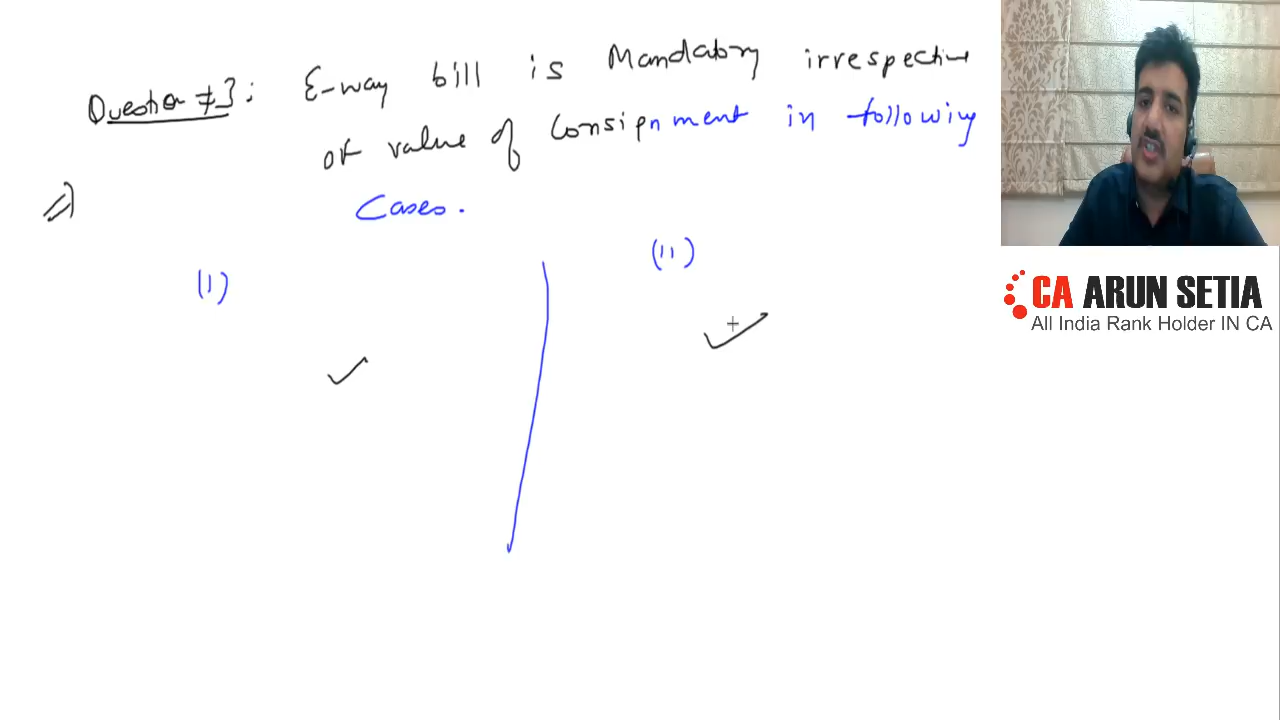 Question #3: E-way bill is Mandatory irrespective
of value of Consignment in following
Cases.
(I)
(II)
CA ARUN SETIA
All India Rank Holder IN CA